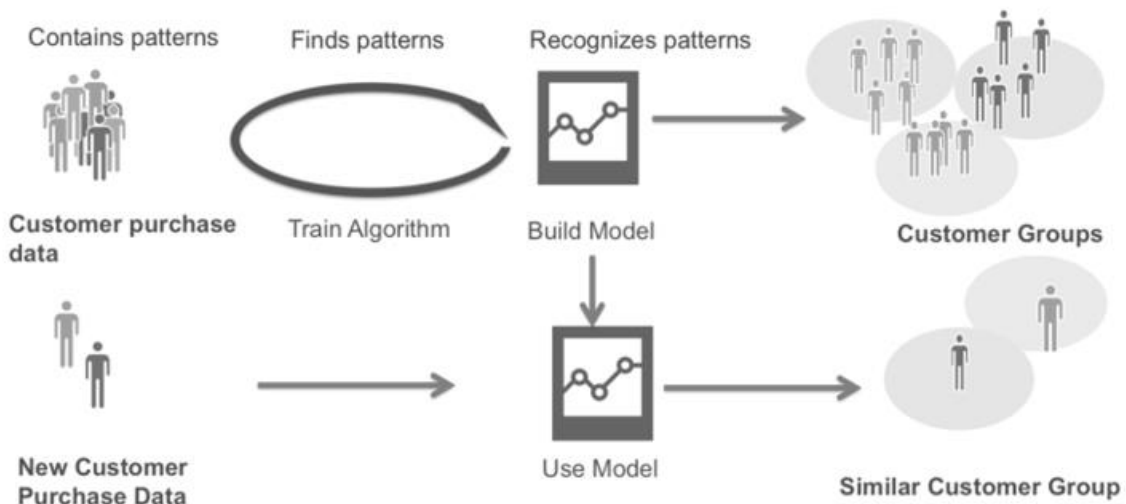 Contains patterns
Finds patterns
Recognizes patterns
Customer purchase
data
Train Algorithm
Build Model
Customer Groups
New Customer
Purchase Data
Use Model
Similar Customer Group